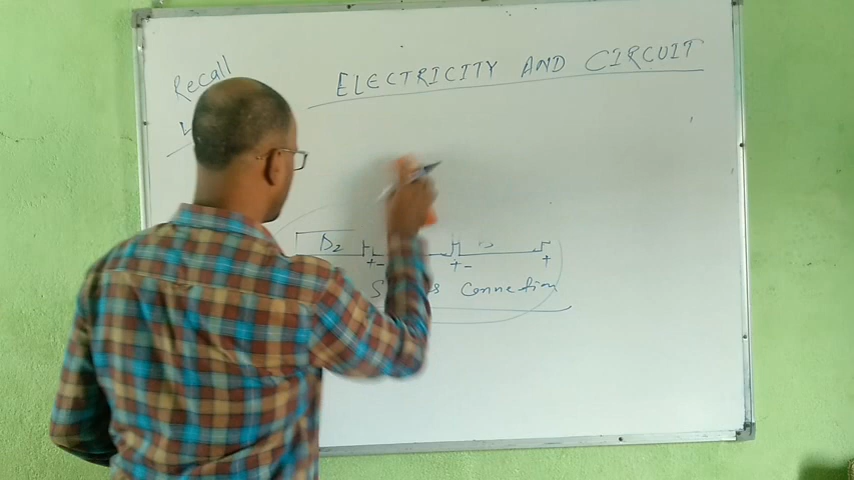 Recall
ELECTRICITY AND CIRCUIT
D2
+- +- +
Connection